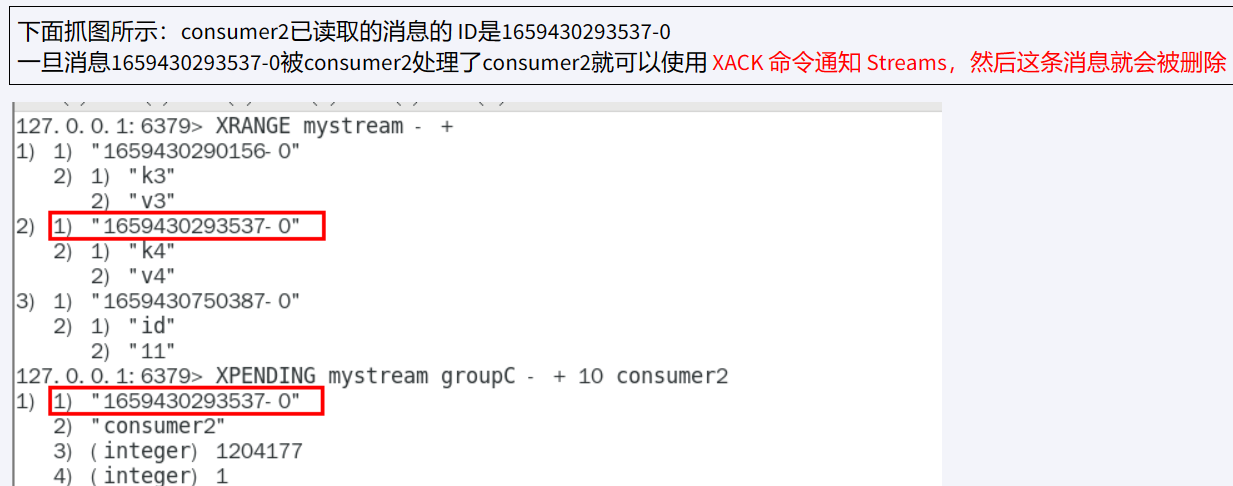 下面抓图所示：consumer2已读取的消息的 ID是1659430293537-0
一旦消息1659430293537-0被consumer2处理了consumer2就可以使用 XACK 命令通知 Streams，然后这条消息就会被删除
127.0.0.1:6379> XRANGE mystream - +
1) 1) "1659430290156-0"
2) 1) "k3"
2) "v3"
2) 1) "1659430293537-0"
2) 1) "k4"
2) "v4"
3) 1) "1659430750387-0"
2) 1) "id"
2) "11"
127.0.0.1:6379> XPENDING mystream groupC - + 10 consumer2
1) 1) "1659430293537-0"
2) "consumer2"
3) (integer) 1204177
4) (integer) 1